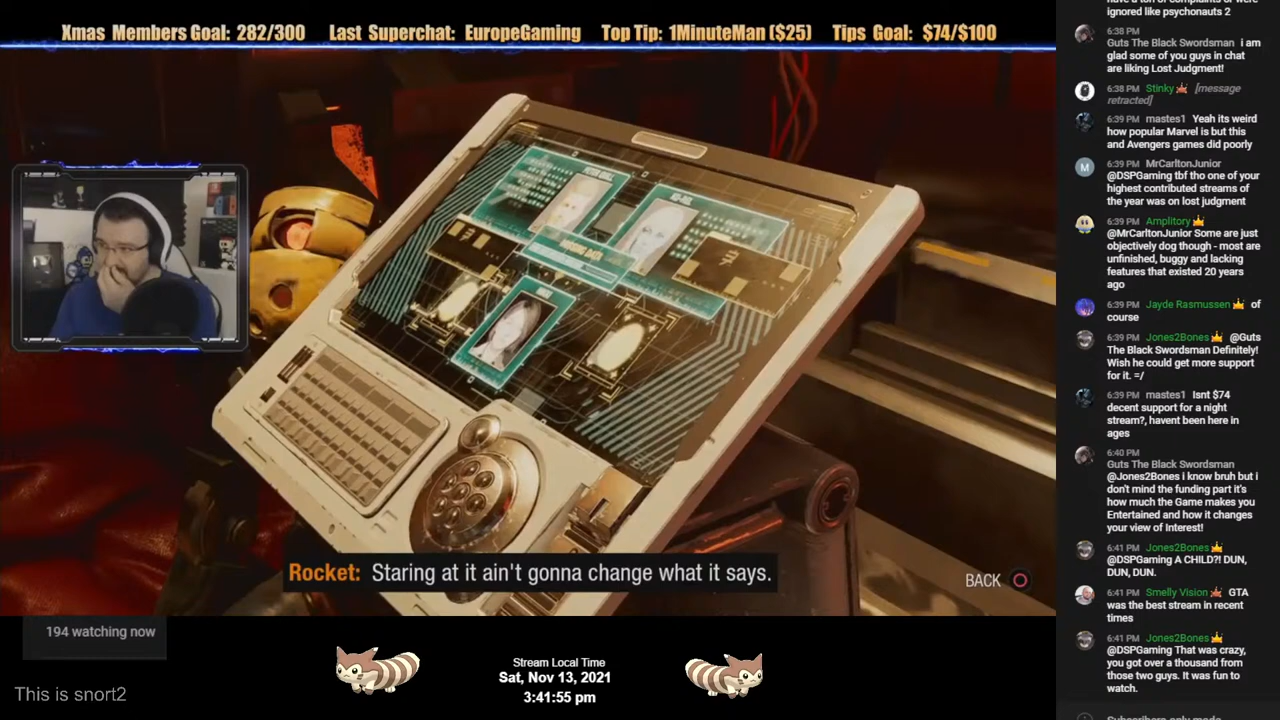 Xmas Members Goal: 282/300 Last Superchat: EuropeGaming Top Tip: 1MinuteMan ($25) Tips Goal: $74/$100
PETER QUILL
Rocket: Staring at it ain't gonna change what it says.
BACK
194 watching now
This is snort2
Stream Local Time
Sat, Nov 13, 2021
3:41:55 pm
ignored like psychonauts 2
6:38 PM
Guts The Black Swordsman i am
glad some of you guys in chat
are liking Lost Judgment!
6:38 PM Stinky [message
retracted]
6:39 PM mastes1 Yeah its weird
how popular Marvel is but this
and Avengers games did poorly
6:39 PM MrCarltonJunior
@DSPGaming tbf tho one of your
highest contributed streams of
the year was on lost judgment
6:39 PM Amplitory
@MrCarltonJunior Some are just
objectively dog though - most are
unfinished, buggy and lacking
features that existed 20 years
ago
6:39 PM Jayde Rasmussen of
course
6:39 PM Jones2Bones @Guts
The Black Swordsman Definitely!
Wish he could get more support
for it. =/
6:39 PM mastes1 Isnt $74
decent support for a night
stream?, havent been here in
ages
6:40 PM
Guts The Black Swordsman
@Jones2Bones i know bruh but i
don't mind the funding part it's
how much the Game makes you
Entertained and how it changes
your view of Interest!
6:41 PM Jones2Bones
@DSPGaming A CHILD?! DUN,
DUN, DUN.
6:41 PM Smelly Vision GTA
was the best stream in recent
times
6:41 PM Jones2Bones
@DSPGaming That was crazy,
you got over a thousand from
those two guys. It was fun to
watch.